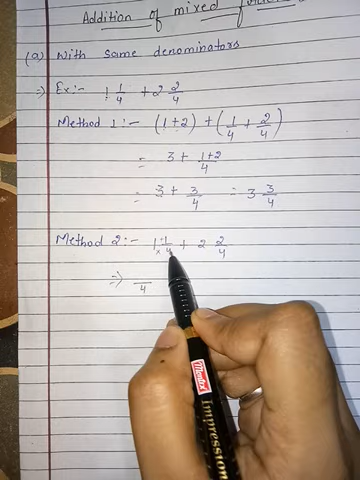 Addition of mixed
(a) With same denominators
⇒ Ex:- 1 1/4 + 2 2/4
Method 1:- (1+2) + (1/4 + 2/4)
= 3 + 1+2/4
= 3 + 3/4 = 3 3/4
Method 2:- 1 1/4 + 2 2/4
⇒ /4
Montex
Impression